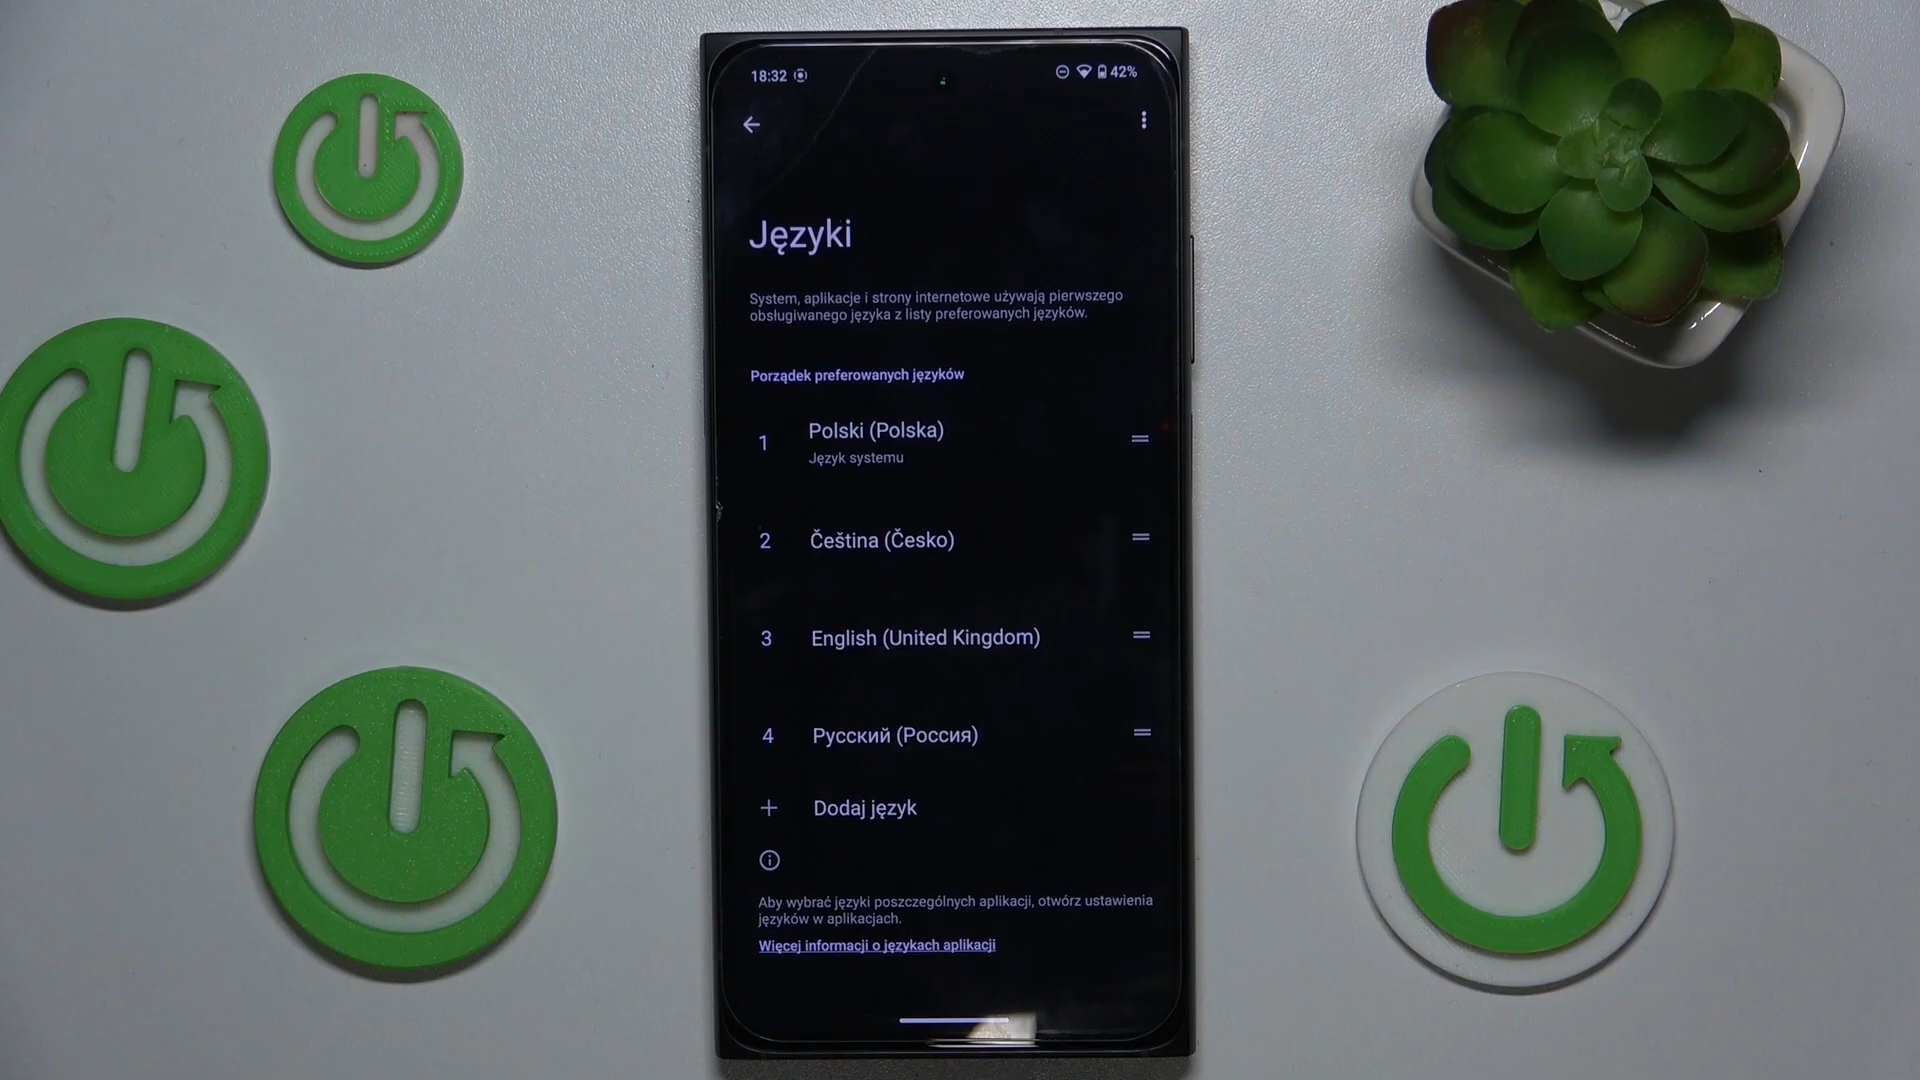 18:32
42%
Języki
System, aplikacje i strony internetowe używają pierwszego
obsługiwanego języka z listy preferowanych języków.
Porządek preferowanych języków
1
Polski (Polska)
Język systemu
2
Čeština (Česko)
3
English (United Kingdom)
4
Русский (Россия)
Dodaj język
Aby wybrać języki poszczególnych aplikacji, otwórz ustawienia
języków w aplikacjach.
Więcej informacji o językach aplikacji